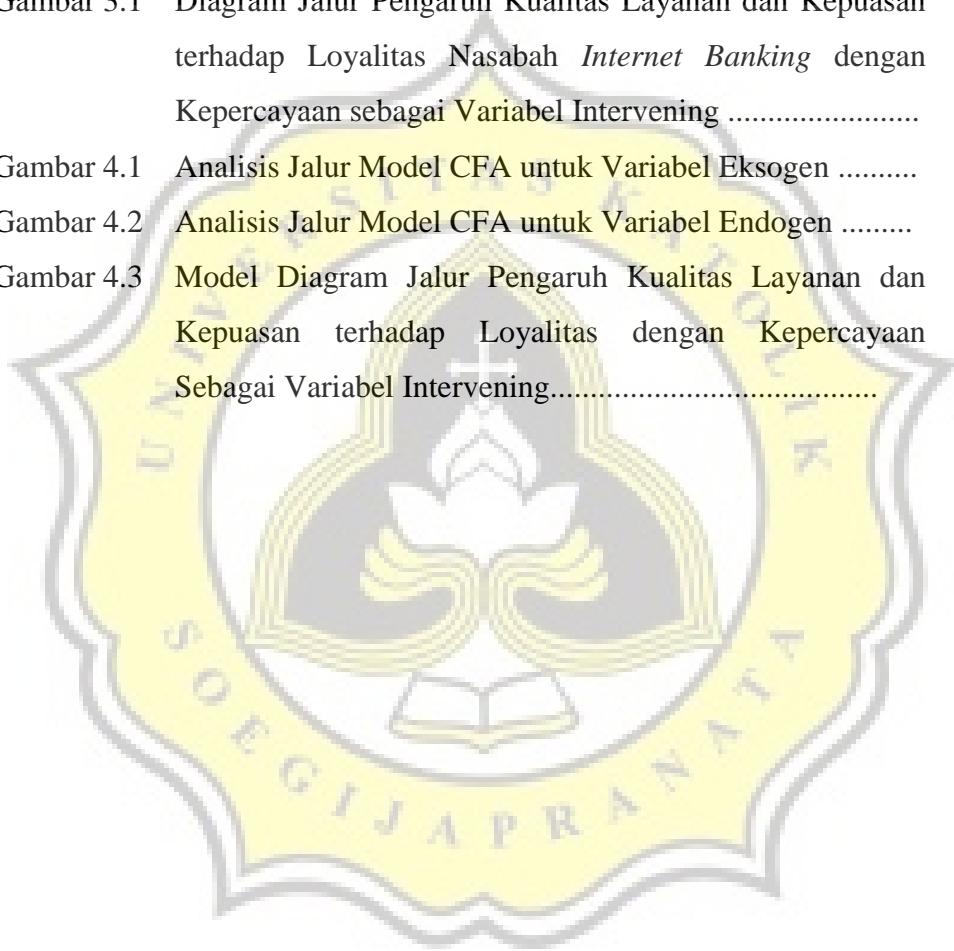 Gambar 3.1 Diagram Jalur Pengaruh Kualitas Layanan dan Kepuasan
terhadap Loyalitas Nasabah Internet Banking dengan
Kepercayaan sebagai Variabel Intervening ........................
Gambar 4.1 Analisis Jalur Model CFA untuk Variabel Eksogen ..........
Gambar 4.2 Analisis Jalur Model CFA untuk Variabel Endogen .........
Gambar 4.3 Model Diagram Jalur Pengaruh Kualitas Layanan dan
Kepuasan terhadap Loyalitas dengan Kepercayaan
Sebagai Variabel Intervening.........................................
UNIVERSITAS KATOLIK
SOEGIJAPRANATA